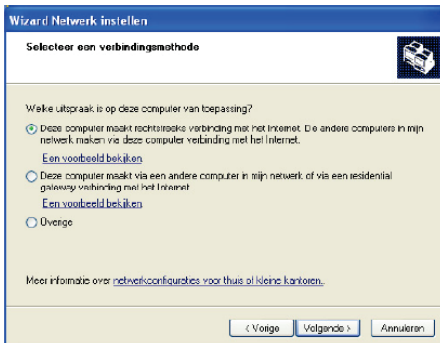 Wizard Netwerk instellen
Selecteer een verbindingsmethode
Welke uitspraak is op deze computer van toepassing?
Deze computer maakt rechtstreeks verbinding met het Internet. De andere computers in mijn
netwerk maken via deze computer verbinding met het Internet.
Een voorbeeld bekijken.
Deze computer maakt via een andere computer in mijn netwerk of via een residential
gateway verbinding met het Internet
Een voorbeeld bekijken.
Overige
Meer informatie over netwerkconfiguraties voor thuis of kleine kantoren..
< Vorige Volgende > Annuleren